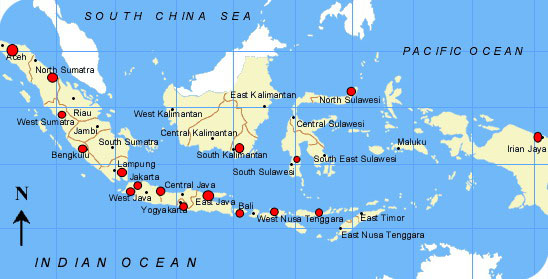 SOUTH CHINA SEA
PACIFIC OCEAN
Aceh
North Sumatra
East Kalimantan
North Sulawesi
Riau
West Kalimantan
West Sumatra
Central Sulawesi
Jambi
Central Kalimantan
Irian Jaya
South Sumatra
Maluku
Bengkulu
South Kalimantan
South East Sulawesi
Lampung
South Sulawesi
Jakarta
Central Java
N
West Java
East Java
Bali
Yogyakarta
West Nusa Tenggara
East Timor
East Nusa Tenggara
INDIAN OCEAN